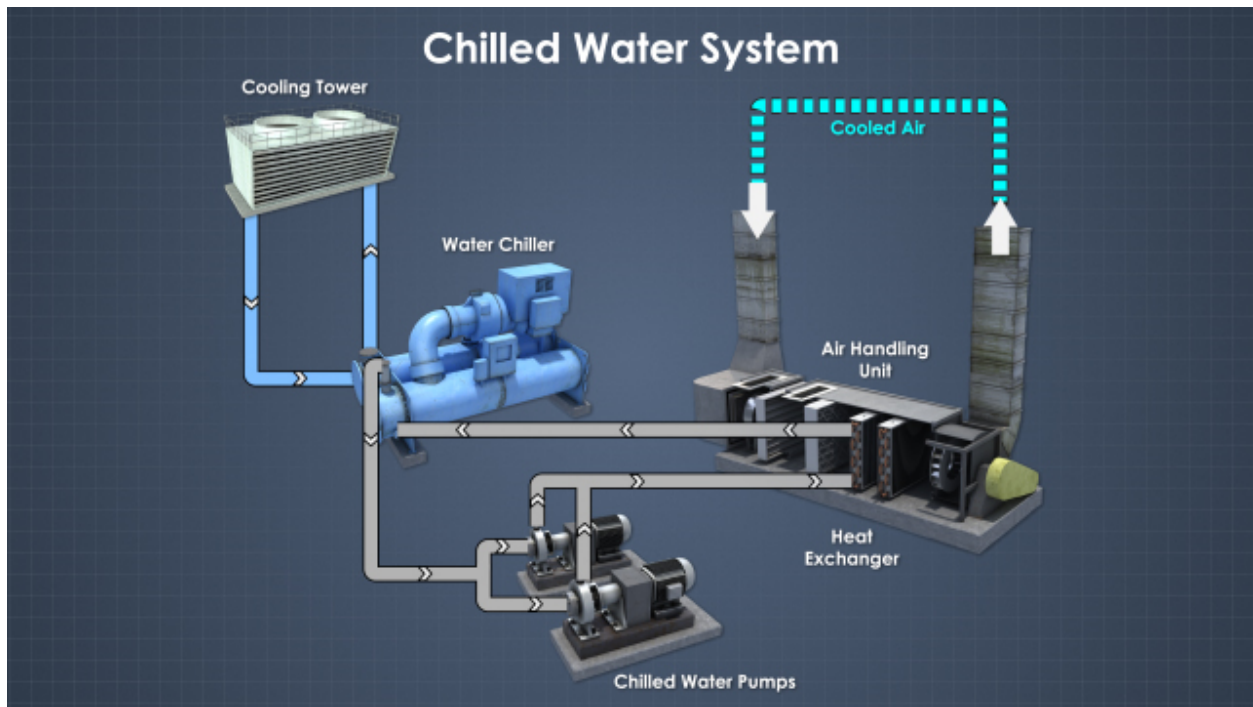 Chilled Water System
Cooling Tower
Cooled Air
Water Chiller
Air Handling
Unit
Heat
Exchanger
Chilled Water Pumps